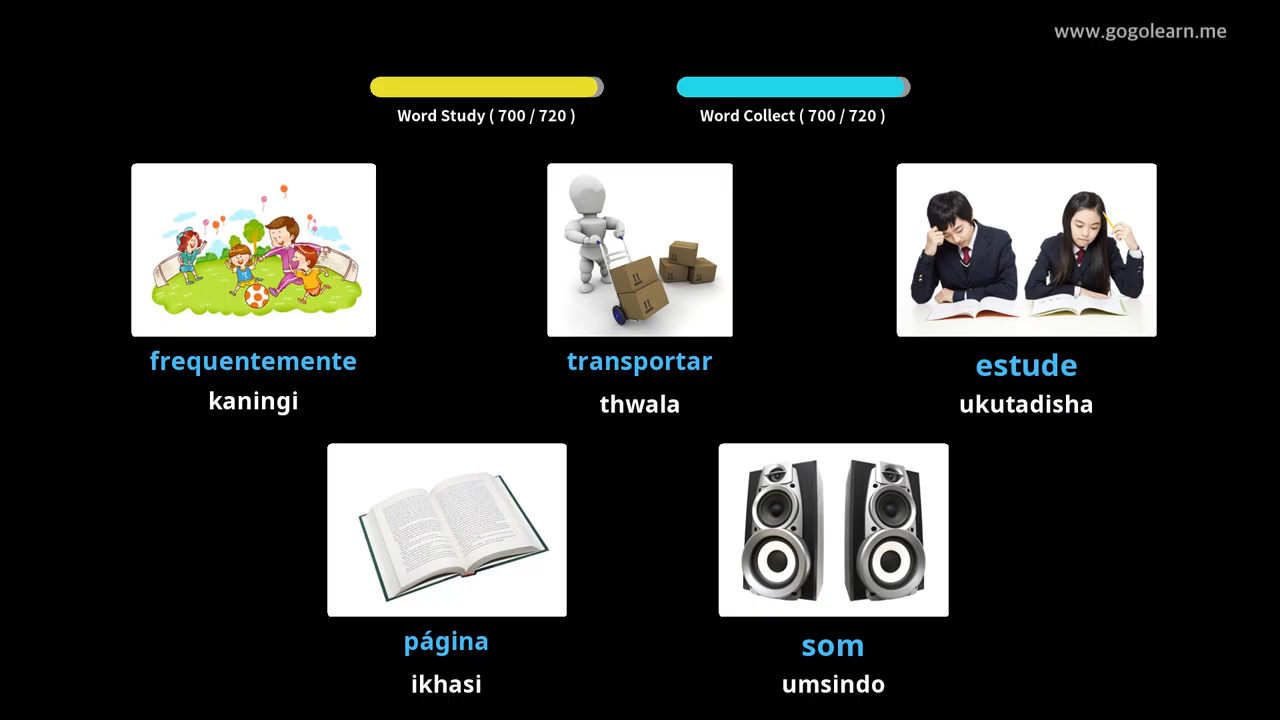 www.gogolearn.me
Word Study ( 700 / 720 )
Word Collect ( 700 / 720 )
frequentemente
kaningi
transportar
thwala
estude
ukutadisha
página
ikhasi
som
umsindo